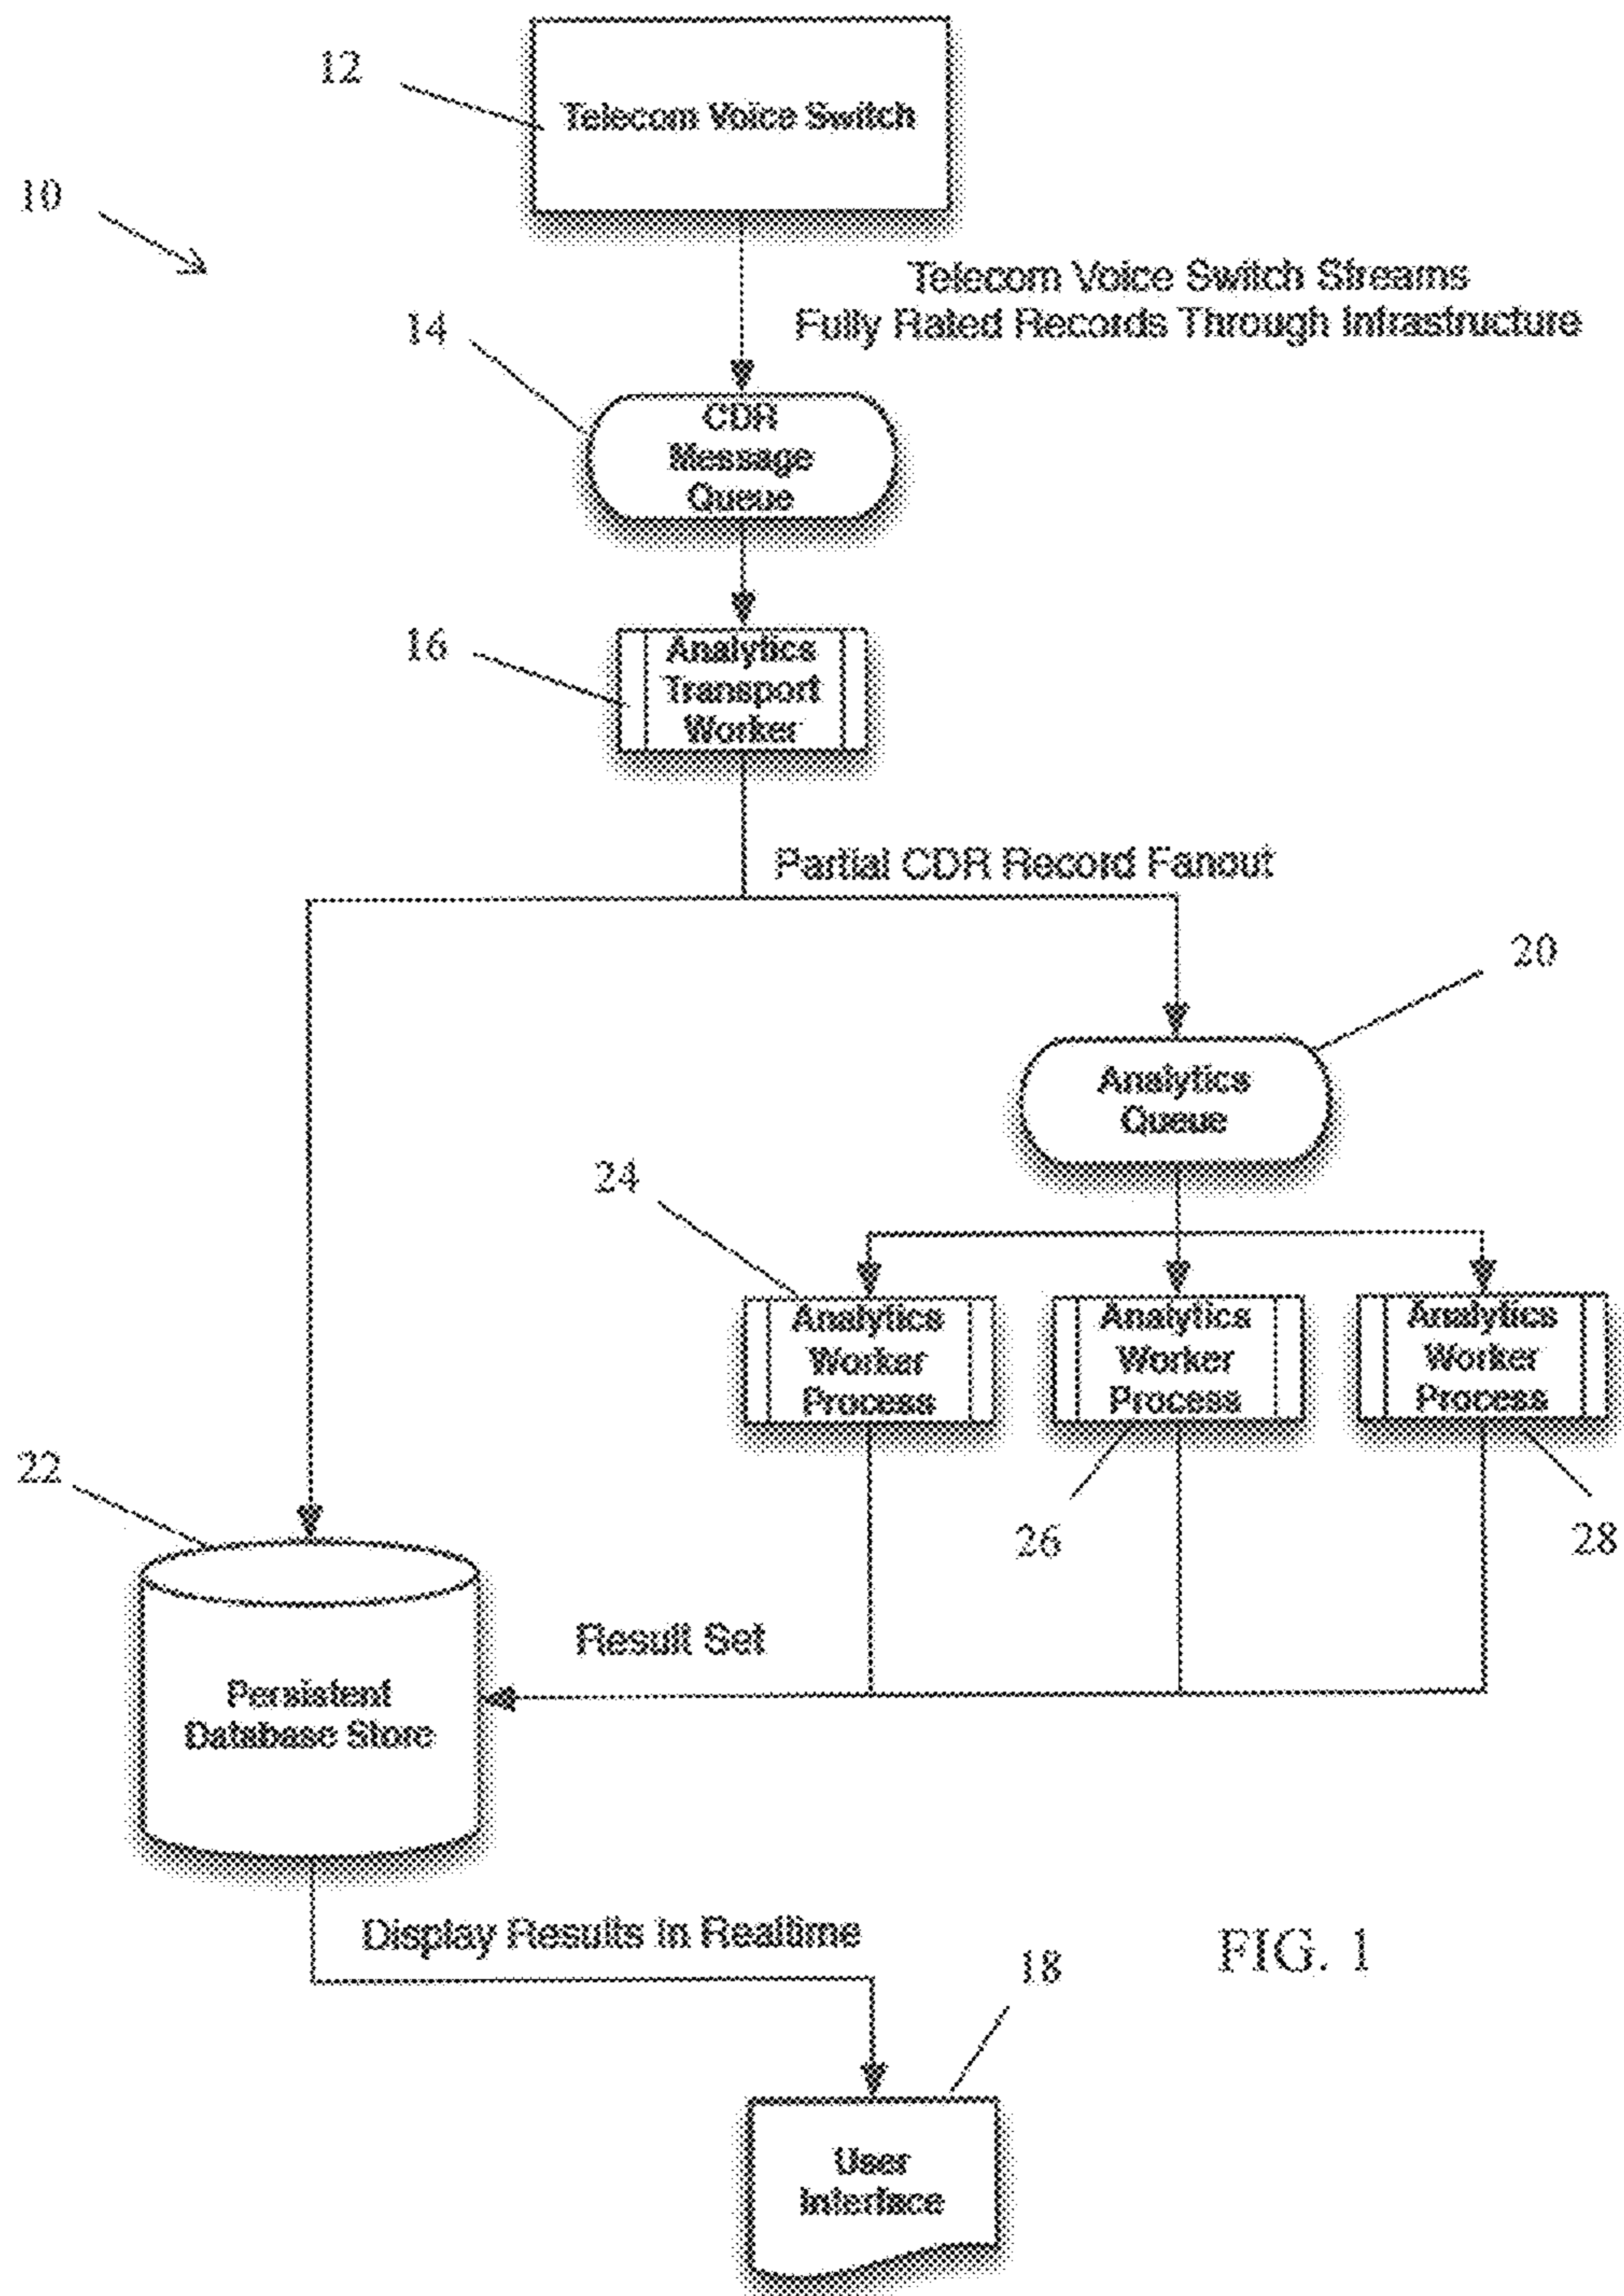 12
Telecom Voice Switch
10
Telecom Voice Switch Streams
Fully Rated Records Through Infrastructure
14
CDR
Message
Queue
16
Analytics
Transport
Worker
Partial CDR Record Fanout
20
Analytics
Queue
24
Analytics
Worker
Process
Analytics
Worker
Process
Analytics
Worker
Process
22
26
28
Result Set
Persistent
Database Store
Display Results in Realtime
FIG. 1
18
User
Interface